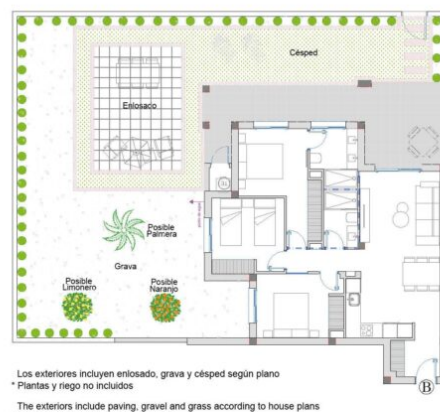 Césped
Enlosaco
Posible
Palmera
Grava
Posible
Limonero
Posible
Naranjo
B
Los exteriores incluyen enlosado, grava y césped según plano
* Plantas y riego no incluidos
The exteriors include paving, gravel and grass according to house plans